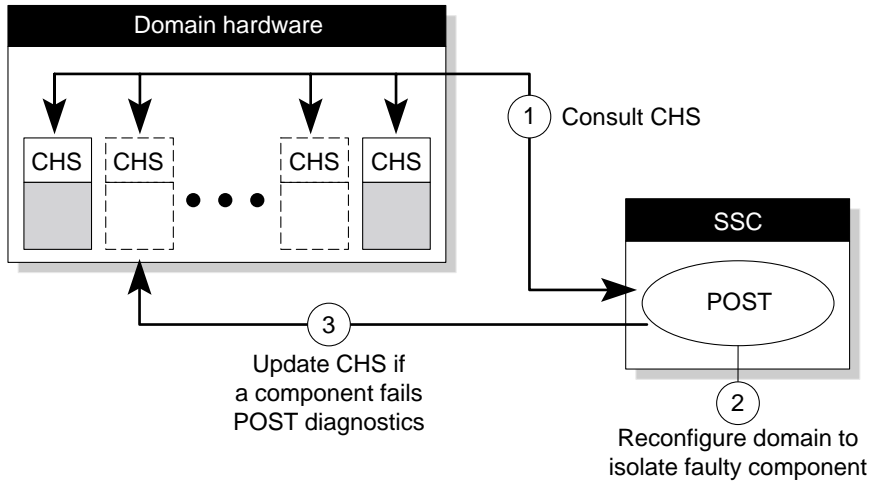 Domain hardware
1
Consult CHS
CHS
CHS
CHS
CHS
SSC
POST
3
Update CHS if
a component fails
POST diagnostics
2
Reconfigure domain to
isolate faulty component